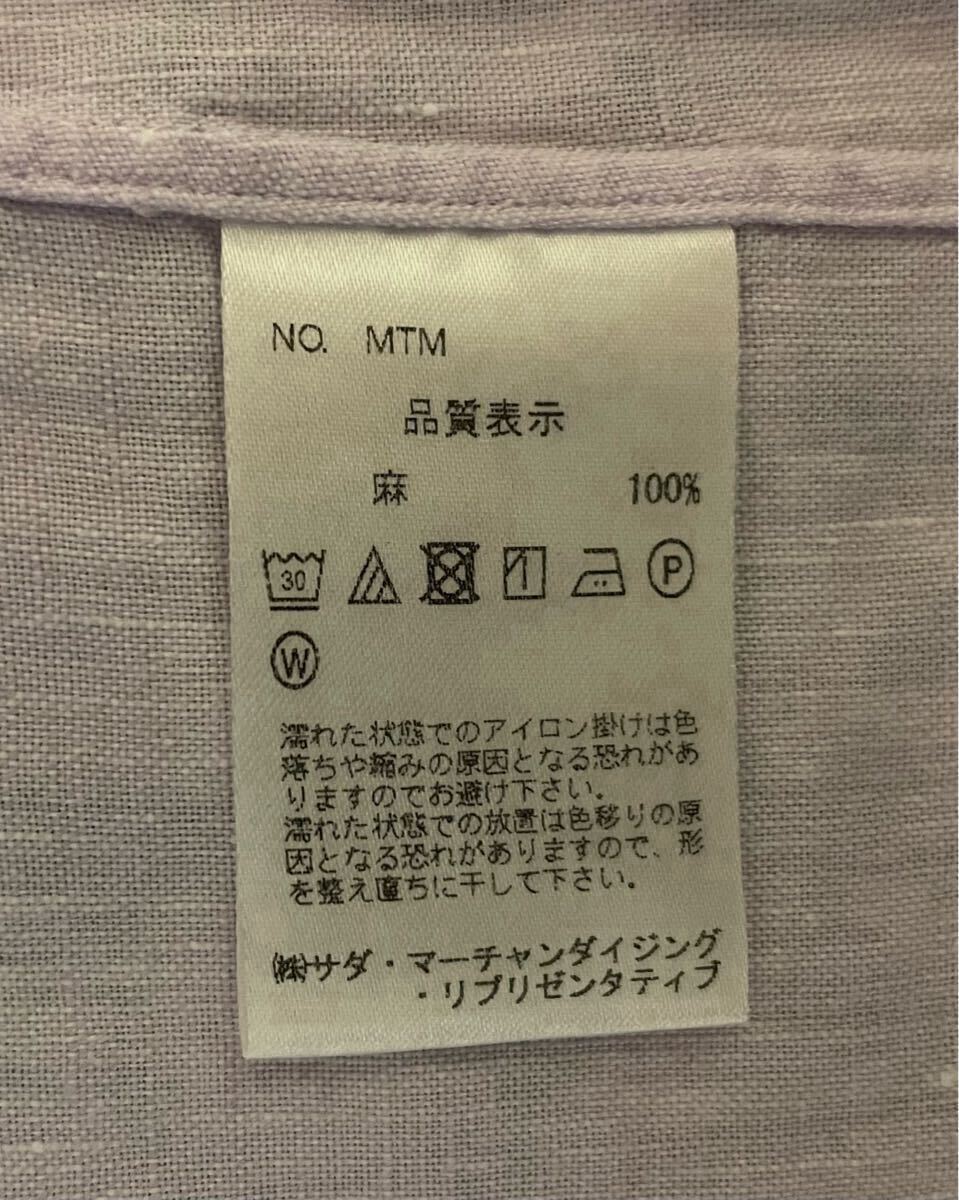 NO. MTM
品質表示
麻 100%
30 P
W
濡れた状態でのアイロン掛けは色
落ちや縮みの原因となる恐れがあ
りますのでお避け下さい。
濡れた状態での放置は色移りの原
因となる恐れがありますので、形
を整え直ちに干して下さい。
㈱サダ・マーチャンダイジング
・リプリゼンタティブ